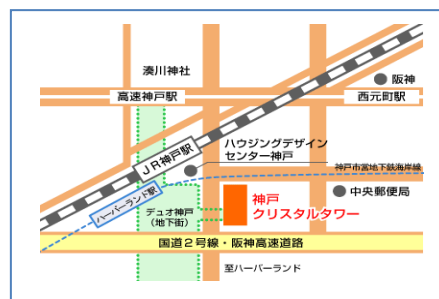 湊川神社
阪神
高速神戸駅
西元町駅
ハウジングデザイン
センター神戸
JR神戸駅
神戸市営地下鉄海岸線
ハーバーランド駅
中央郵便局
神戸
クリスタルタワー
デュオ神戸
（地下街）
国道２号線・阪神高速道路
至ハーバーランド